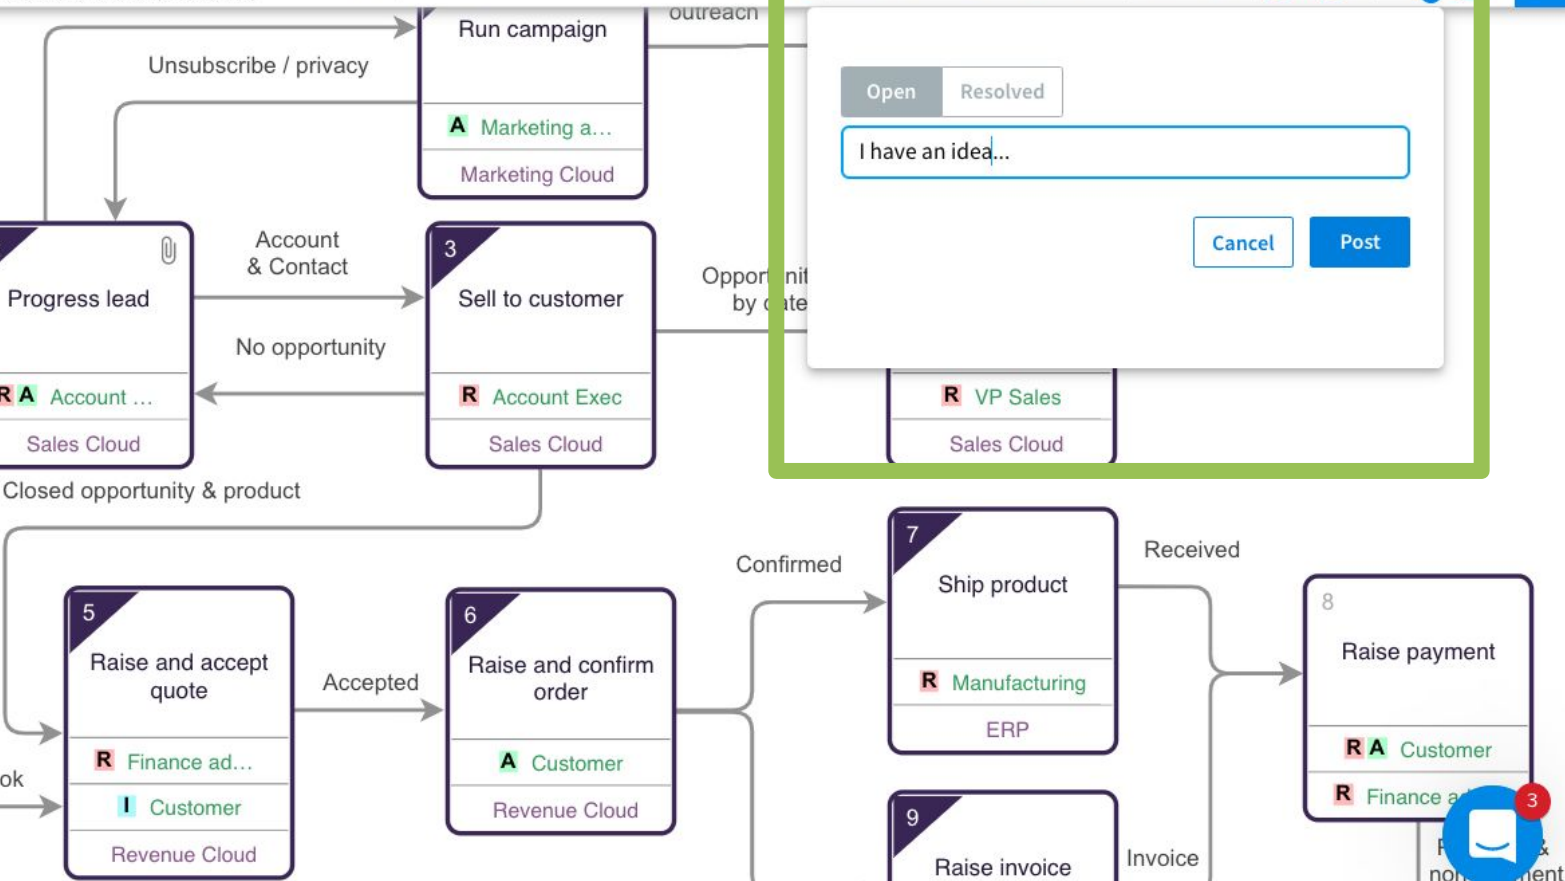 outreach
Run campaign
Unsubscribe / privacy
A Marketing a...
Marketing Cloud
Open
Resolved
I have an idea...
Cancel
Post
Progress lead
R A Account ...
Sales Cloud
Account
& Contact
No opportunity
3
Sell to customer
R Account Exec
Sales Cloud
Opportunit
by date
R VP Sales
Sales Cloud
Closed opportunity & product
ok
5
Raise and accept
quote
R Finance ad...
I Customer
Revenue Cloud
Accepted
6
Raise and confirm
order
A Customer
Revenue Cloud
Confirmed
7
Ship product
R Manufacturing
ERP
Received
8
Raise payment
R A Customer
R Finance a
3
9
Raise invoice
Invoice
&